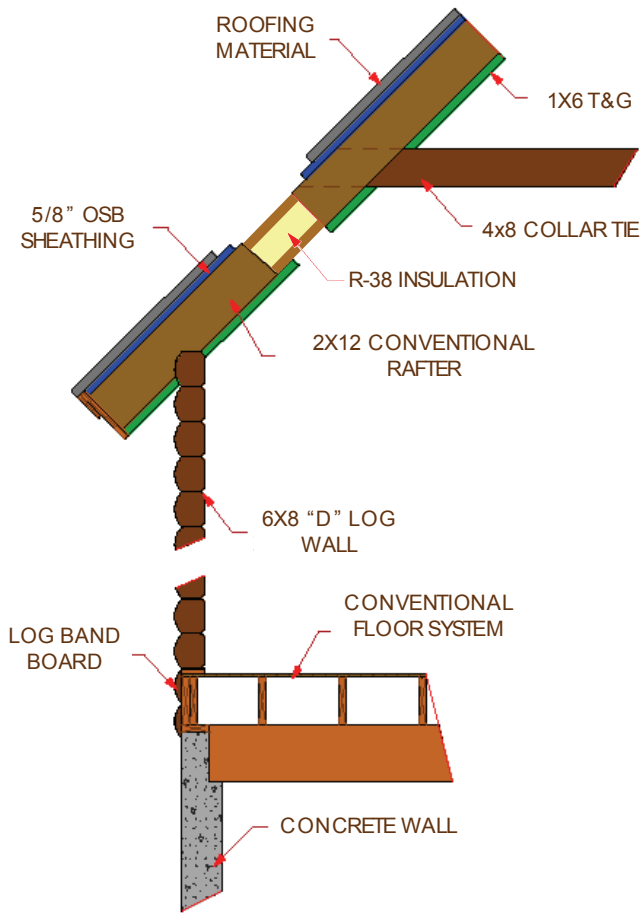 ROOFING
MATERIAL
1X6 T&G
5/8" OSB
SHEATHING
4x8 COLLAR TIE
R-38 INSULATION
2X12 CONVENTIONAL
RAFTER
6X8 “D” LOG
WALL
CONVENTIONAL
FLOOR SYSTEM
LOG BAND
BOARD
CONCRETE WALL